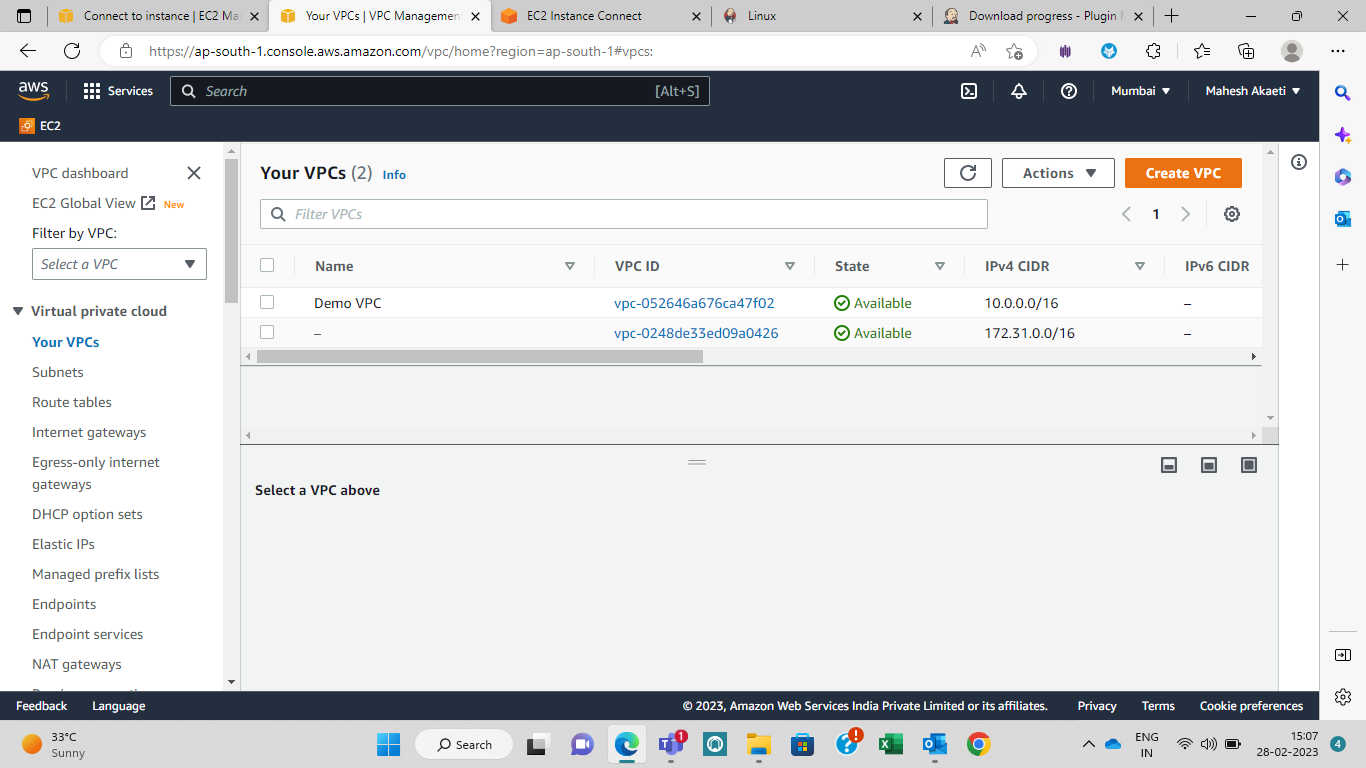 Connect to instance | EC2 Ma
Your VPCs | VPC Managemen
EC2 Instance Connect
Linux
Download progress - Plugin
https://ap-south-1.console.aws.amazon.com/vpc/home?region=ap-south-1#vpcs:
aws
Services
Search
[Alt+S]
Mumbai
Mahesh Akaeti
EC2
VPC dashboard
EC2 Global View
New
Filter by VPC:
Select a VPC
Virtual private cloud
Your VPCs
Subnets
Route tables
Internet gateways
Egress-only internet
gateways
DHCP option sets
Elastic IPs
Managed prefix lists
Endpoints
Endpoint services
NAT gateways
Your VPCs (2) Info
Actions
Create VPC
Filter VPCs
1
Name VPC ID State IPv4 CIDR IPv6 CIDR
Demo VPC vpc-052646a676ca47f02 Available 10.0.0.0/16 –
– vpc-0248de33ed09a0426 Available 172.31.0.0/16 –
Select a VPC above
Feedback Language © 2023, Amazon Web Services India Private Limited or its affiliates. Privacy Terms Cookie preferences
33°C
Sunny
Search
1
ENG
IN
15:07
28-02-2023
4